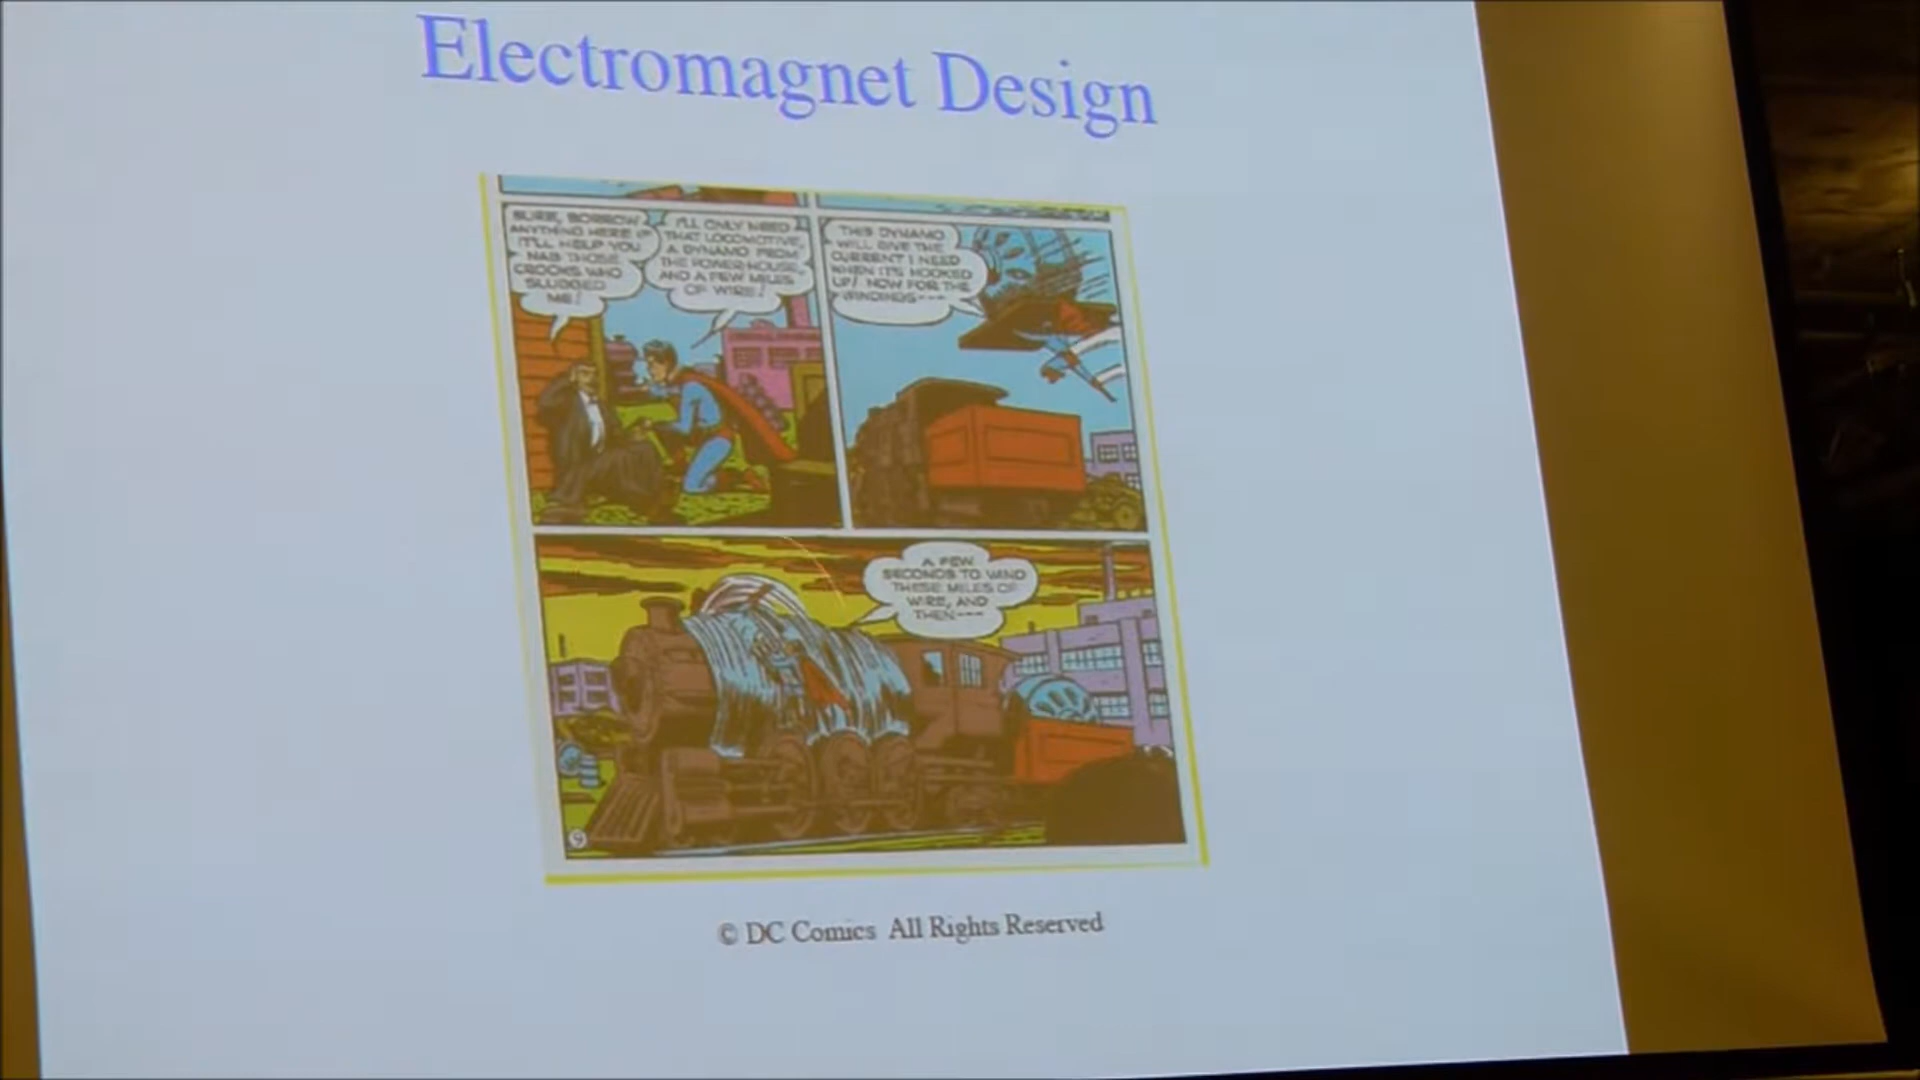 Electromagnet Design
SURE, BORROW
ANYTHING HERE IF
IT'LL HELP YOU
NAB THOSE
CROOKS WHO
SLUGGED
ME!
I'LL ONLY NEED
THAT LOCOMOTIVE,
A DYNAMO FROM
THE POWER-HOUSE,
AND A FEW MILES
OF WIRE!
THIS DYNAMO
WILL GIVE THE
CURRENT I NEED
WHEN IT'S HOOKED
UP! NOW FOR THE
WINDINGS---
A FEW
SECONDS TO WIND
THESE MILES OF
WIRE, AND
THEN---
9
© DC Comics All Rights Reserved